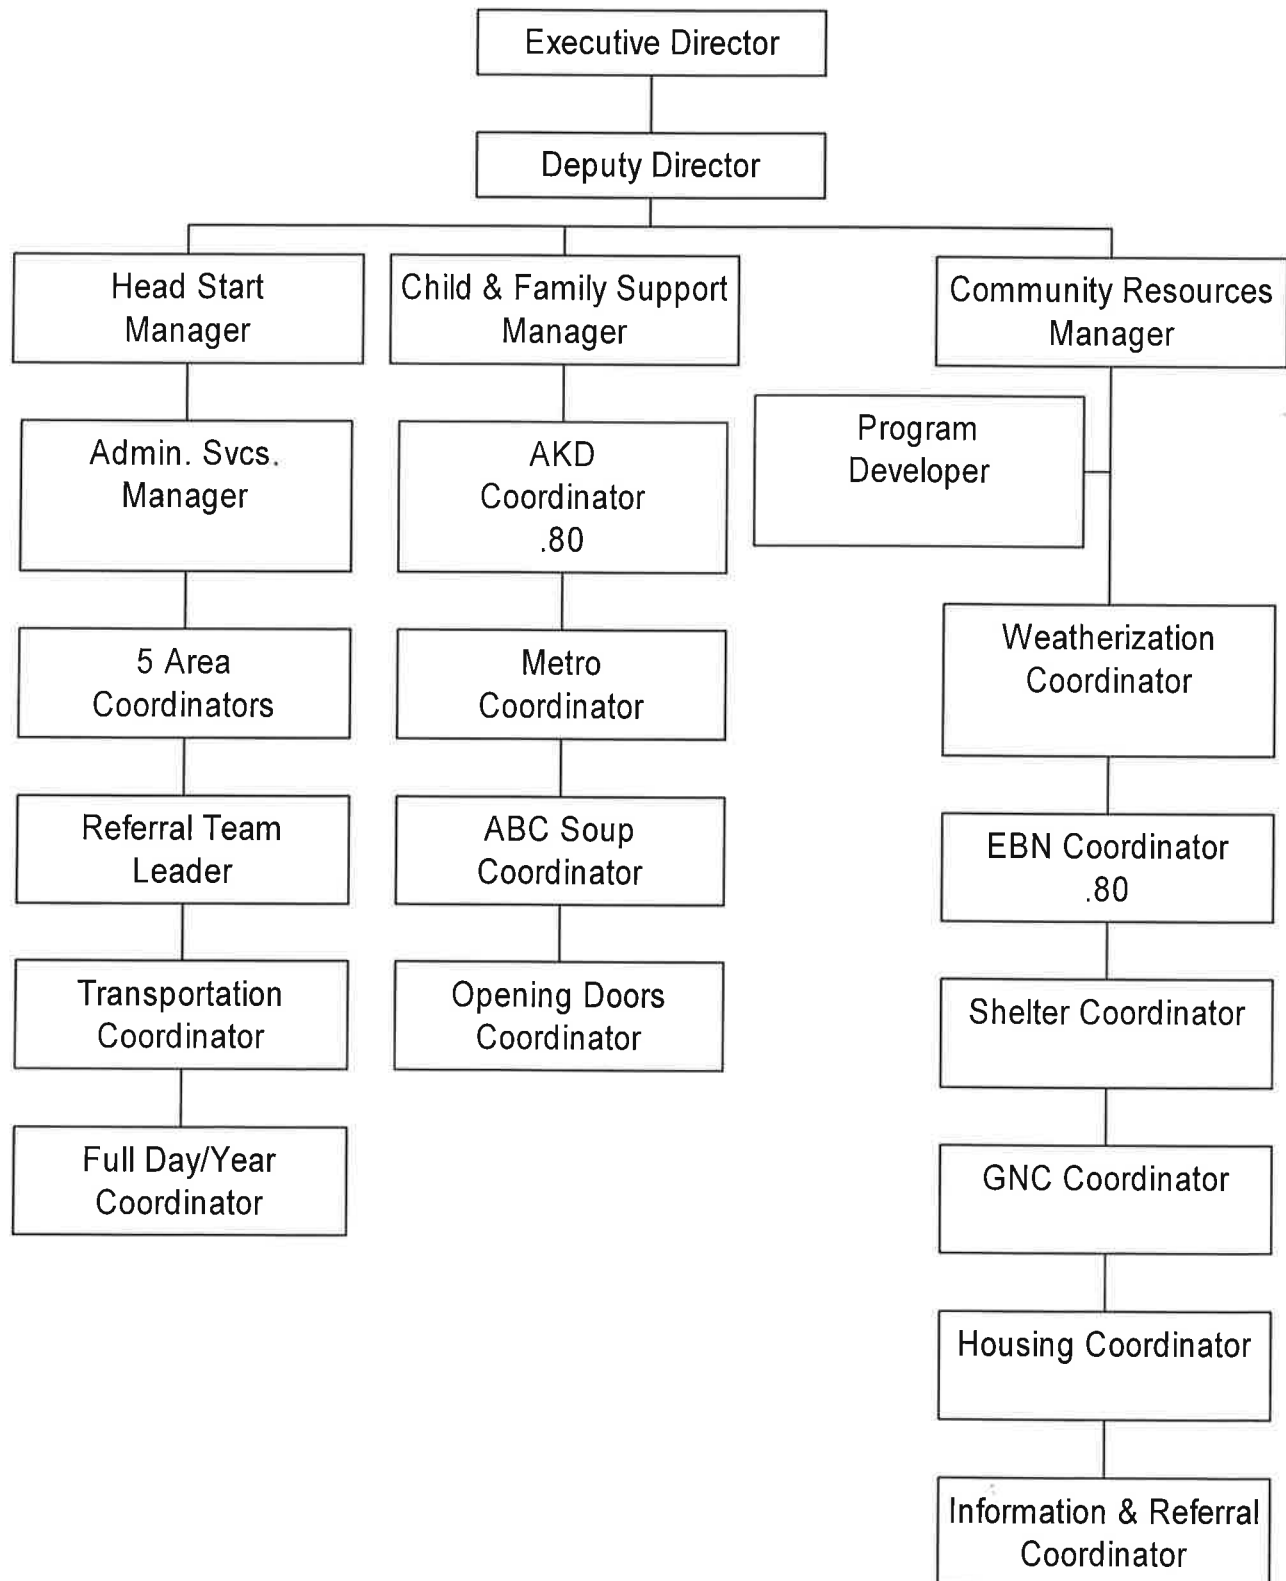 Executive Director
Deputy Director
Head Start
Manager
Child & Family Support
Manager
Community Resources
Manager
Admin. Svcs.
Manager
AKD
Coordinator
.80
Program
Developer
5 Area
Coordinators
Metro
Coordinator
Weatherization
Coordinator
Referral Team
Leader
ABC Soup
Coordinator
EBN Coordinator
.80
Transportation
Coordinator
Opening Doors
Coordinator
Shelter Coordinator
Full Day/Year
Coordinator
GNC Coordinator
Housing Coordinator
Information & Referral
Coordinator